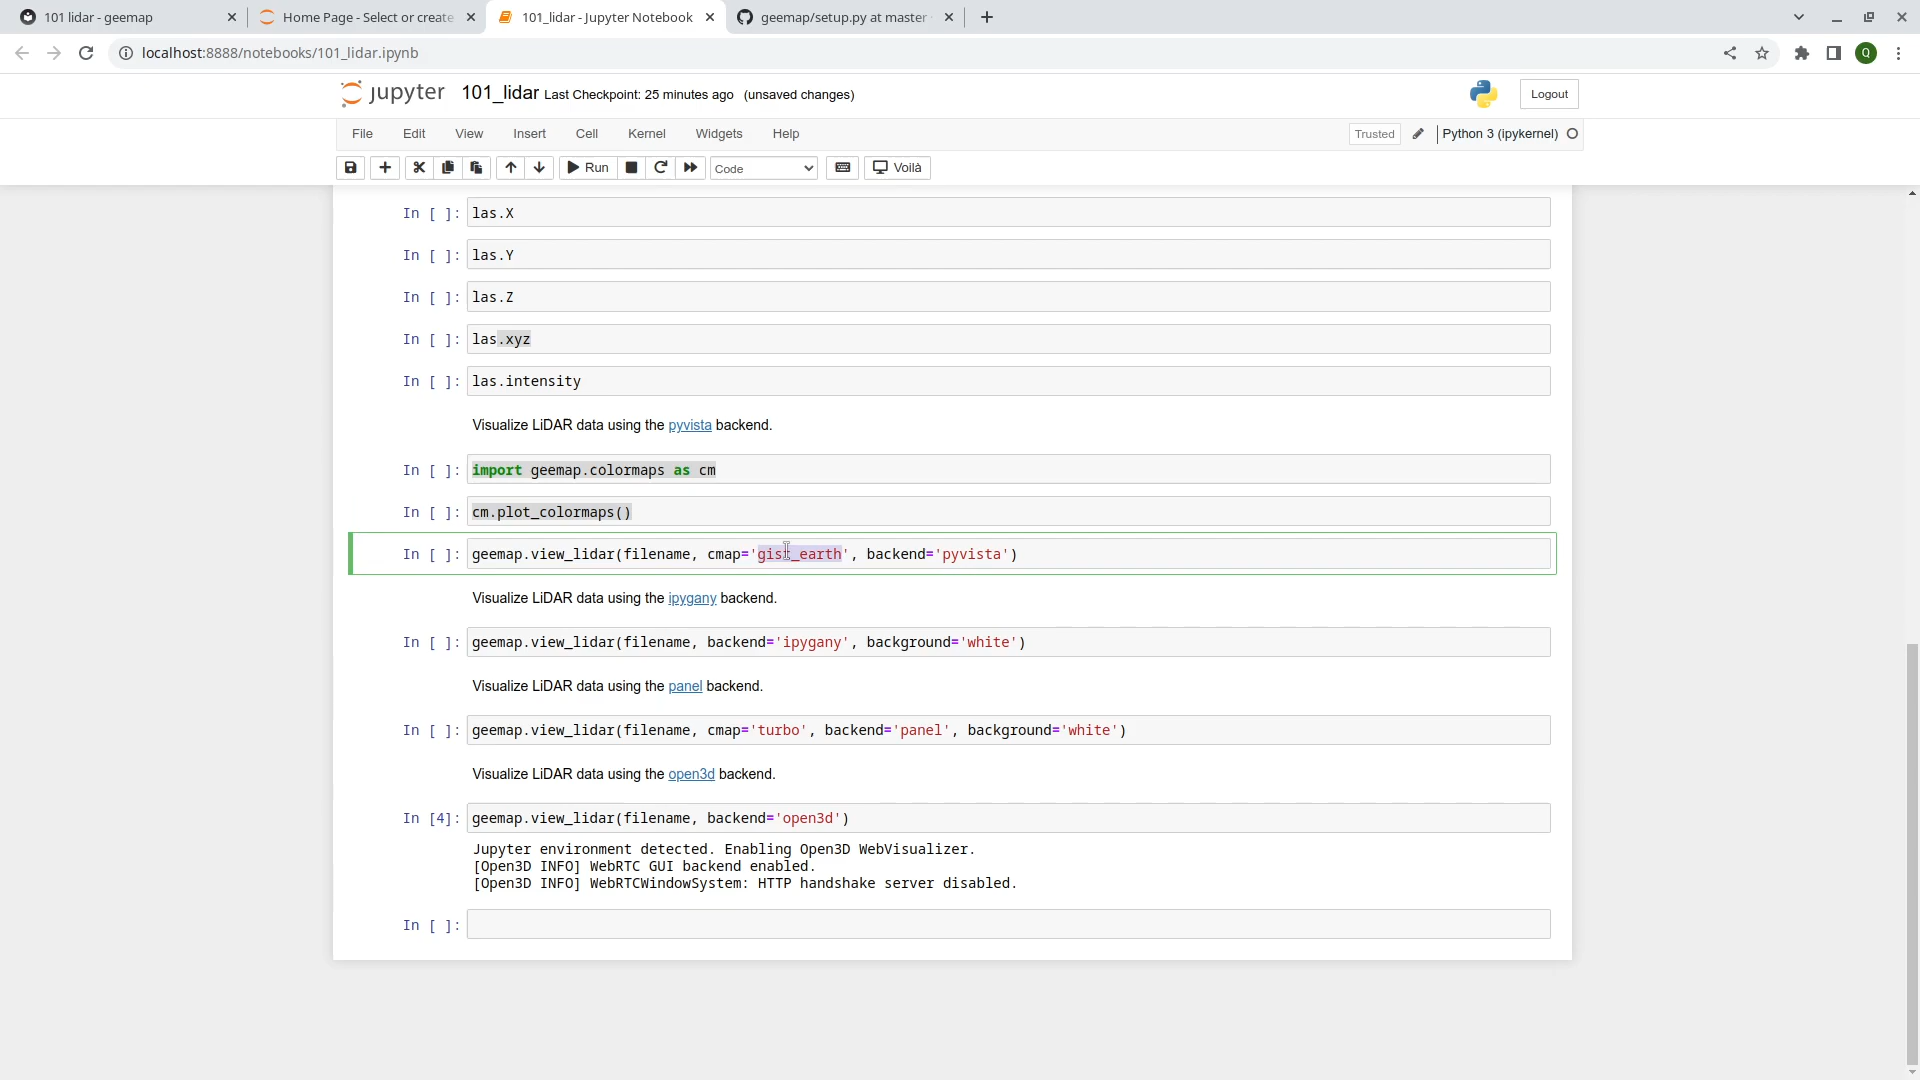 101 lidar - geemap
Home Page - Select or create
101_lidar - Jupyter Notebook
geemap/setup.py at master
localhost:8888/notebooks/101_lidar.ipynb
Q
jupyter 101_lidar Last Checkpoint: 25 minutes ago (unsaved changes)
Logout
File Edit View Insert Cell Kernel Widgets Help
Trusted Python 3 (ipykernel)
Run Code Voilà
In [ ]: las.X
In [ ]: las.Y
In [ ]: las.Z
In [ ]: las.xyz
In [ ]: las.intensity
Visualize LiDAR data using the pyvista backend.
In [ ]: import geemap.colormaps as cm
In [ ]: cm.plot_colormaps()
In [ ]: geemap.view_lidar(filename, cmap='gist_earth', backend='pyvista')
Visualize LiDAR data using the ipygany backend.
In [ ]: geemap.view_lidar(filename, backend='ipygany', background='white')
Visualize LiDAR data using the panel backend.
In [ ]: geemap.view_lidar(filename, cmap='turbo', backend='panel', background='white')
Visualize LiDAR data using the open3d backend.
In [4]: geemap.view_lidar(filename, backend='open3d')
Jupyter environment detected. Enabling Open3D WebVisualizer.
[Open3D INFO] WebRTC GUI backend enabled.
[Open3D INFO] WebRTCWindowSystem: HTTP handshake server disabled.
In [ ]: